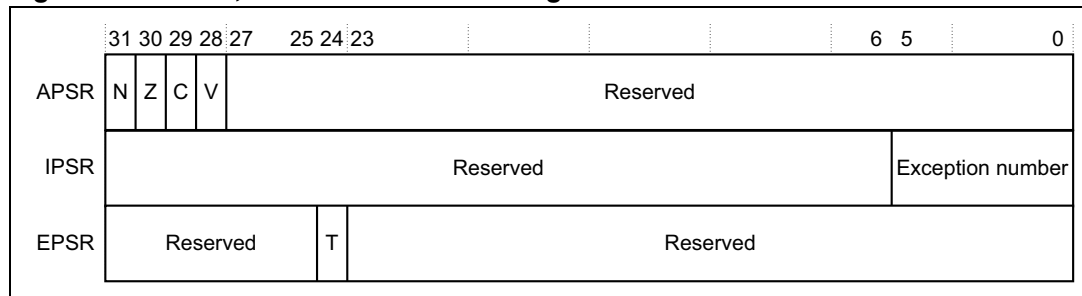 31 30 29 28 27 25 24 23 6 5 0
APSR N Z C V Reserved
IPSR Reserved Exception number
EPSR Reserved T Reserved